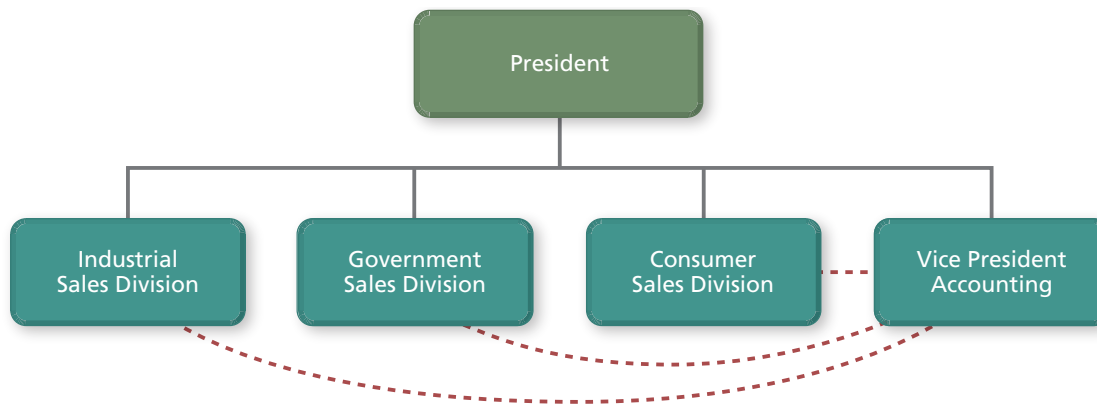 President
Industrial
Sales Division
Government
Sales Division
Consumer
Sales Division
Vice President
Accounting